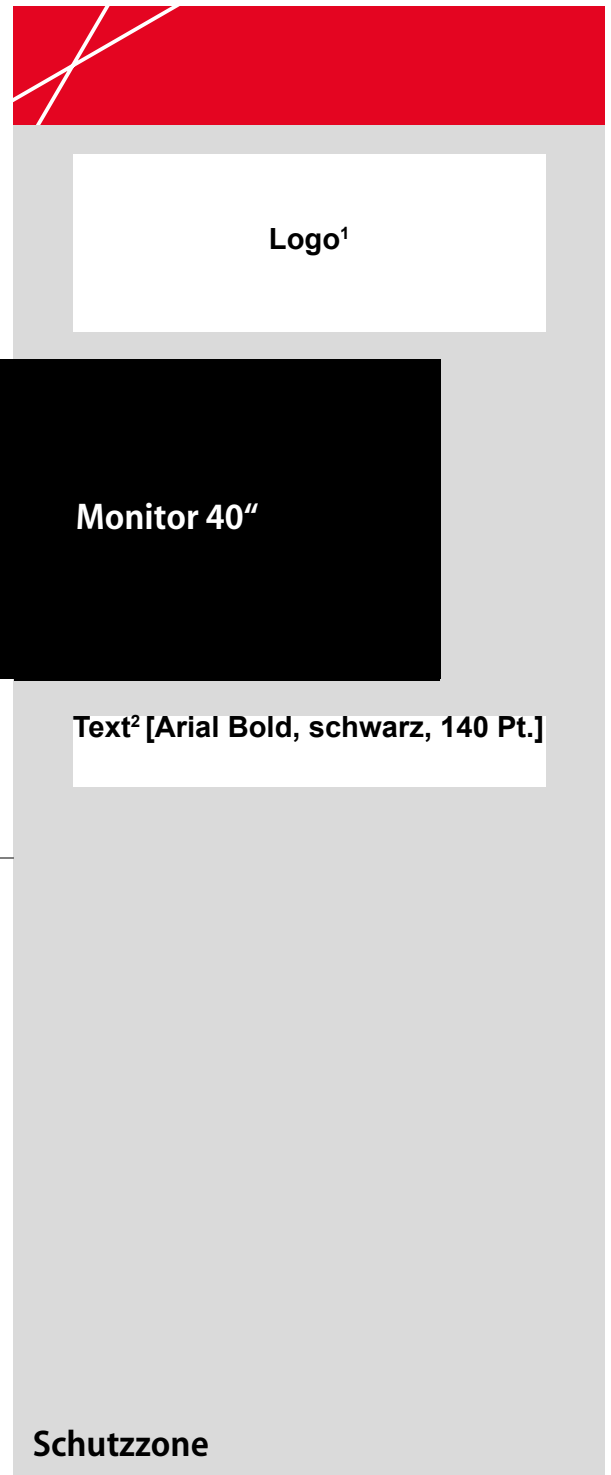 Logo¹
Monitor 40“
Text² [Arial Bold, schwarz, 140 Pt.]
Schutzzone